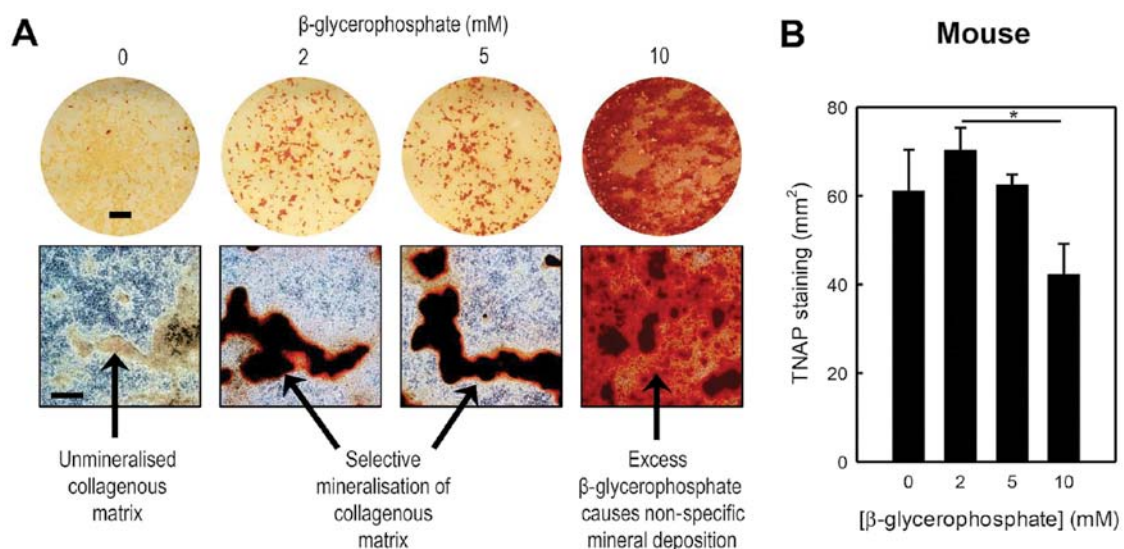 A
β-glycerophosphate (mM)
0
2
5
10
Unmineralised
collagenous
matrix
Selective
mineralisation of
collagenous
matrix
Excess
β-glycerophosphate
causes non-specific
mineral deposition
B
Mouse
TNAP staining (mm²)
80
60
40
20
0
*
0 2 5 10
[β-glycerophosphate] (mM)